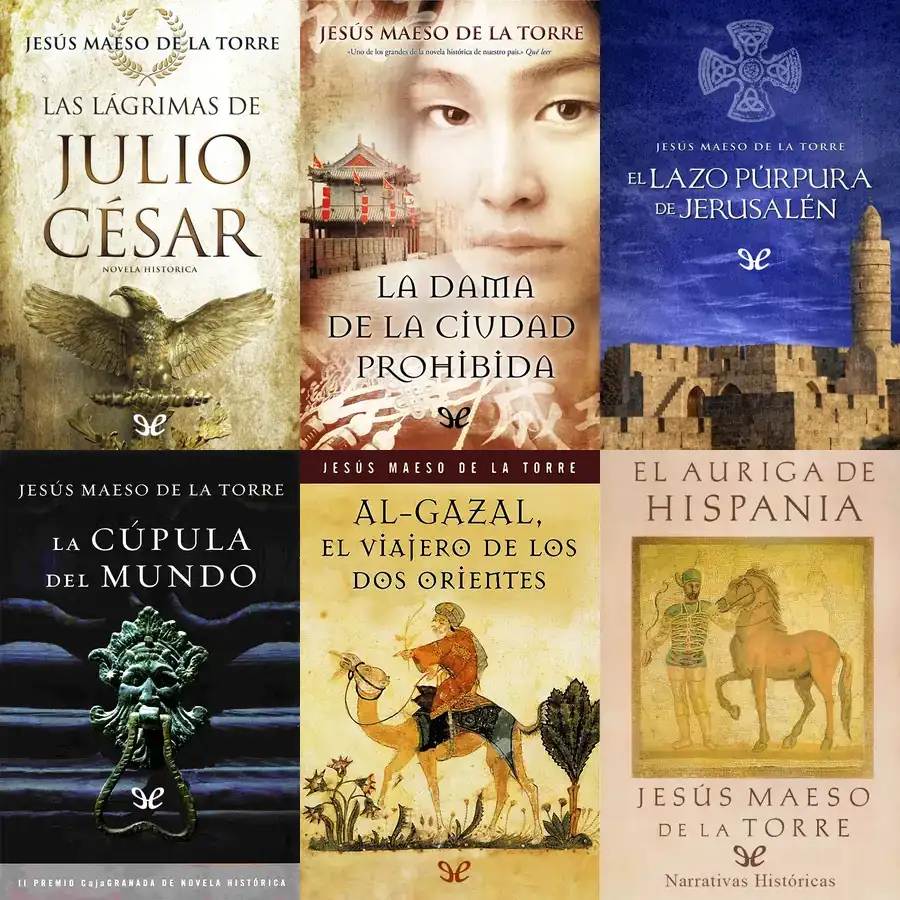 JESÚS MAESO DE LA TORRE
LAS LÁGRIMAS DE
JULIO
CÉSAR
NOVELA HISTÓRICA
JESÚS MAESO DE LA TORRE
«Uno de los grandes de la novela histórica de nuestro país.» Qué leer
LA DAMA
DE LA CIUDAD
PROHIBIDA
JESÚS MAESO DE LA TORRE
EL LAZO PÚRPURA
DE JERUSALÉN
JESÚS MAESO DE LA TORRE
LA CÚPULA
DEL MUNDO
II PREMIO CajaGRANADA DE NOVELA HISTÓRICA
JESÚS MAESO DE LA TORRE
AL-GAZAL,
EL VIAJERO DE LOS
DOS ORIENTES
EL AURIGA DE
HISPANIA
JESÚS MAESO
DE LA TORRE
Narrativas Históricas